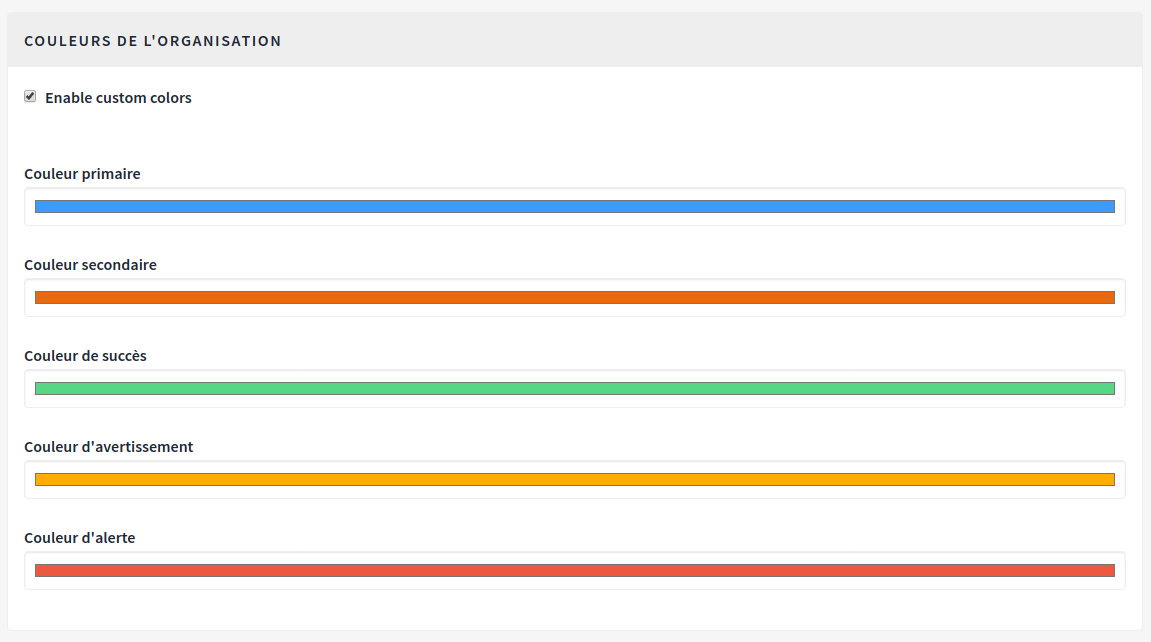 COULEURS DE L'ORGANISATION
Enable custom colors
Couleur primaire
Couleur secondaire
Couleur de succès
Couleur d'avertissement
Couleur d'alerte